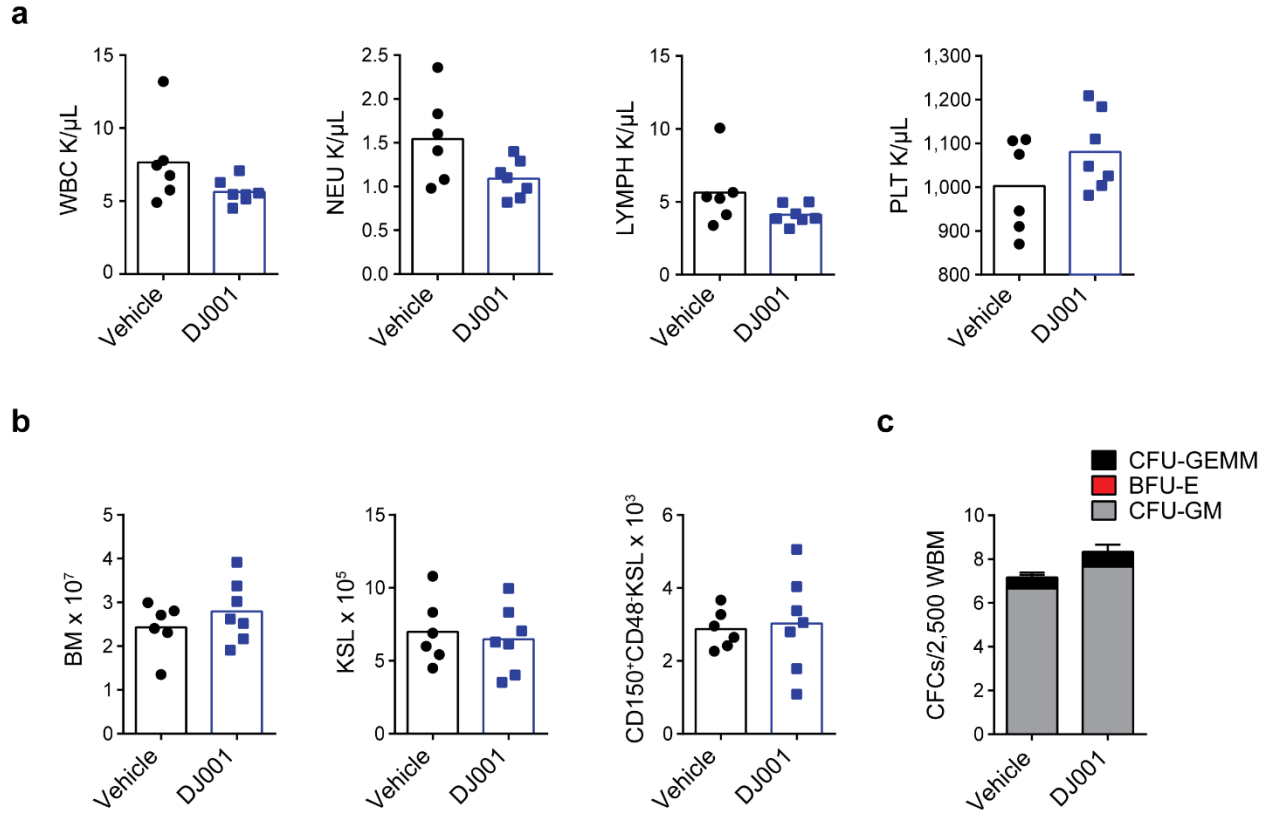 a
WBC K/µL
15
10
5
0
Vehicle
DJ001
NEU K/µL
2.5
2.0
1.5
1.0
0.5
0.0
Vehicle
DJ001
LYMPH K/µL
15
10
5
0
Vehicle
DJ001
PLT K/µL
1,300
1,200
1,100
1,000
900
800
Vehicle
DJ001
b
BM x 10⁷
5
4
3
2
1
0
Vehicle
DJ001
KSL x 10⁵
15
10
5
0
Vehicle
DJ001
CD150⁺CD48⁻KSL x 10³
6
4
2
0
Vehicle
DJ001
c
CFU-GEMM
BFU-E
CFU-GM
CFCs/2,500 WBM
10
8
6
4
2
0
Vehicle
DJ001